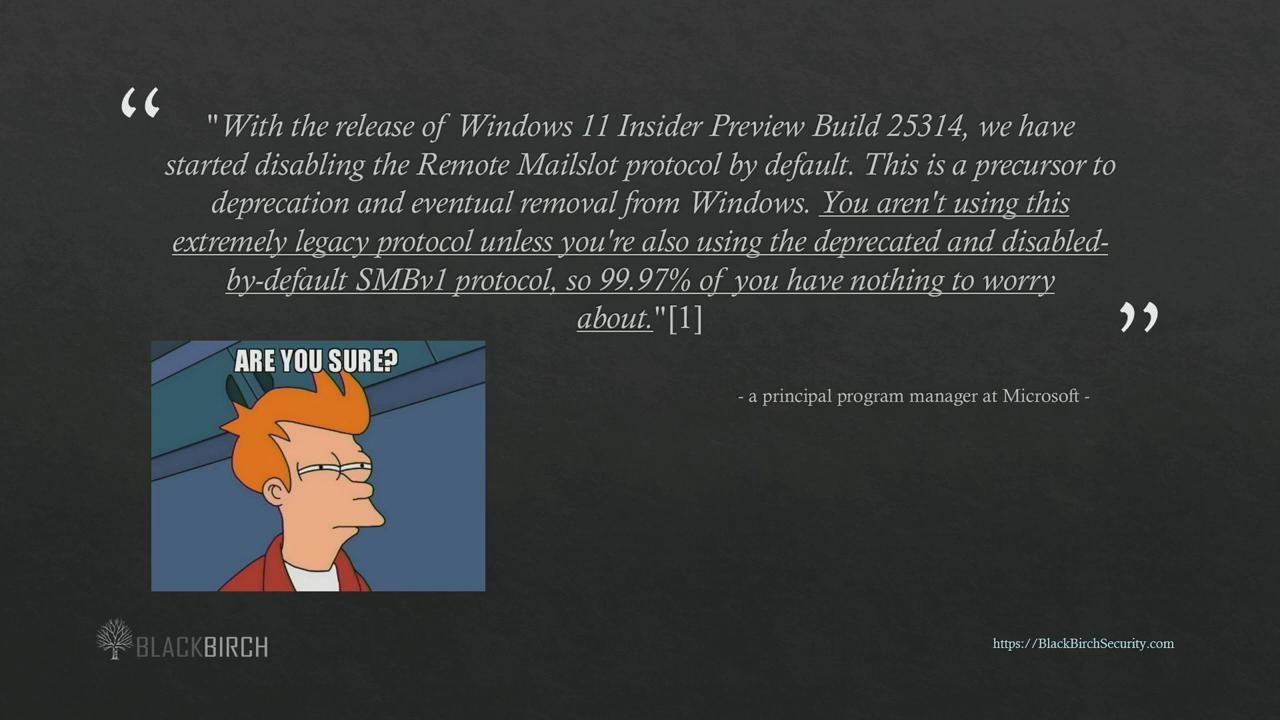 “
"With the release of Windows 11 Insider Preview Build 25314, we have
started disabling the Remote Mailslot protocol by default. This is a precursor to
deprecation and eventual removal from Windows. You aren't using this
extremely legacy protocol unless you're also using the deprecated and disabled-
by-default SMBv1 protocol, so 99.97% of you have nothing to worry
about."[1]
”
ARE YOU SURE?
- a principal program manager at Microsoft -
BLACKBIRCH
https://BlackBirchSecurity.com